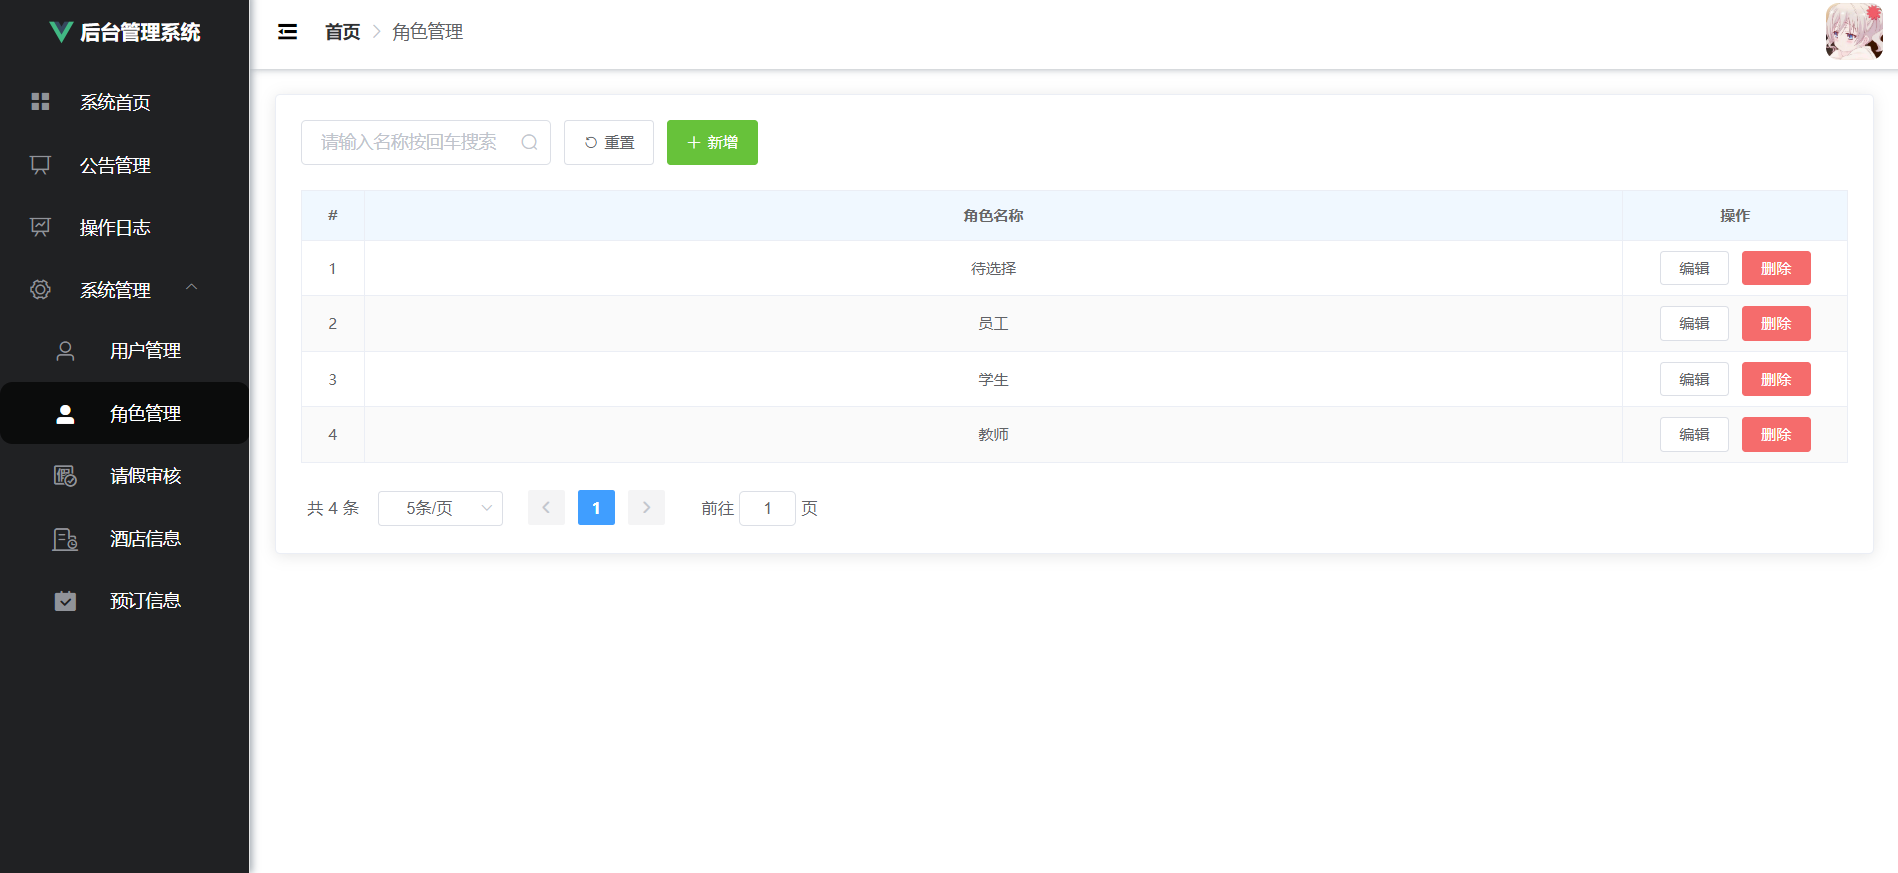 后台管理系统
系统首页
公告管理
操作日志
系统管理
用户管理
角色管理
请假审核
酒店信息
预订信息
首页 角色管理
请输入名称按回车搜索 重置 新增
# 角色名称 操作
1 待选择 编辑 删除
2 员工 编辑 删除
3 学生 编辑 删除
4 教师 编辑 删除
共 4 条 5条/页 1 前往 1 页